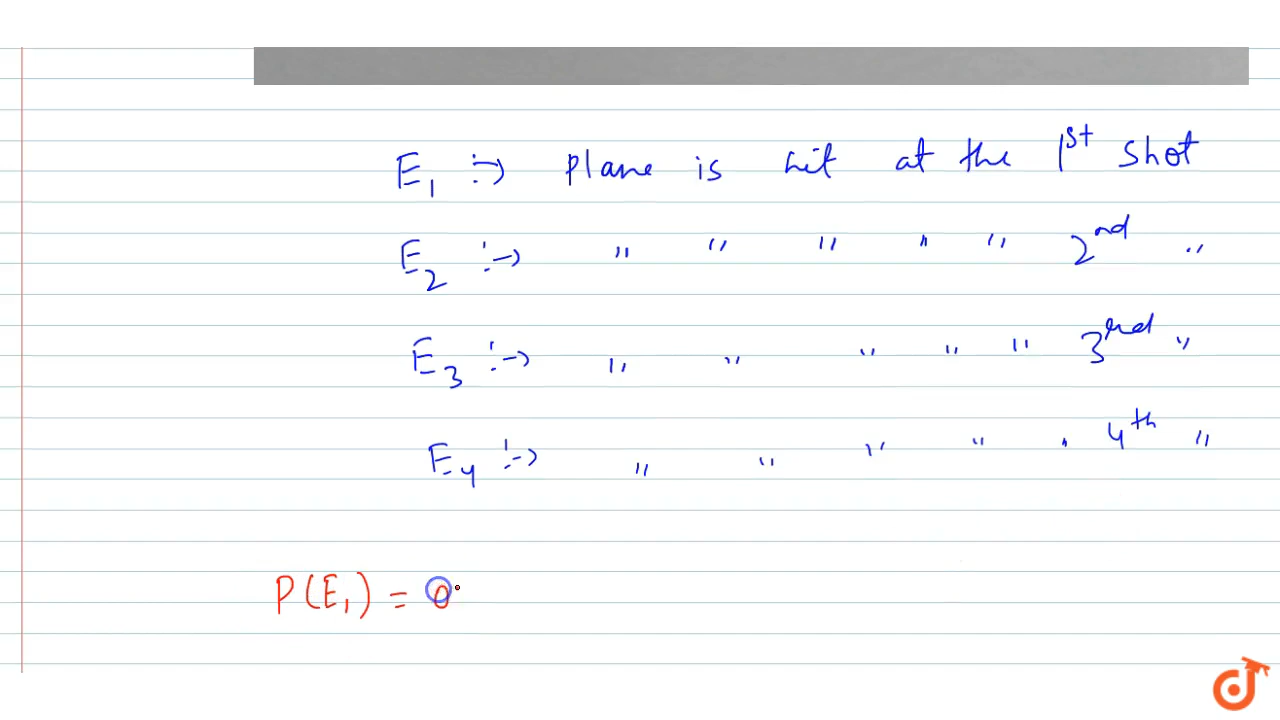 E1 :→ plane is hit at the 1st shot
E2 :→ " " " " " 2nd "
E3 :→ " " " " " 3rd "
E4 :→ " " " " " 4th "
P(E1) = 0.